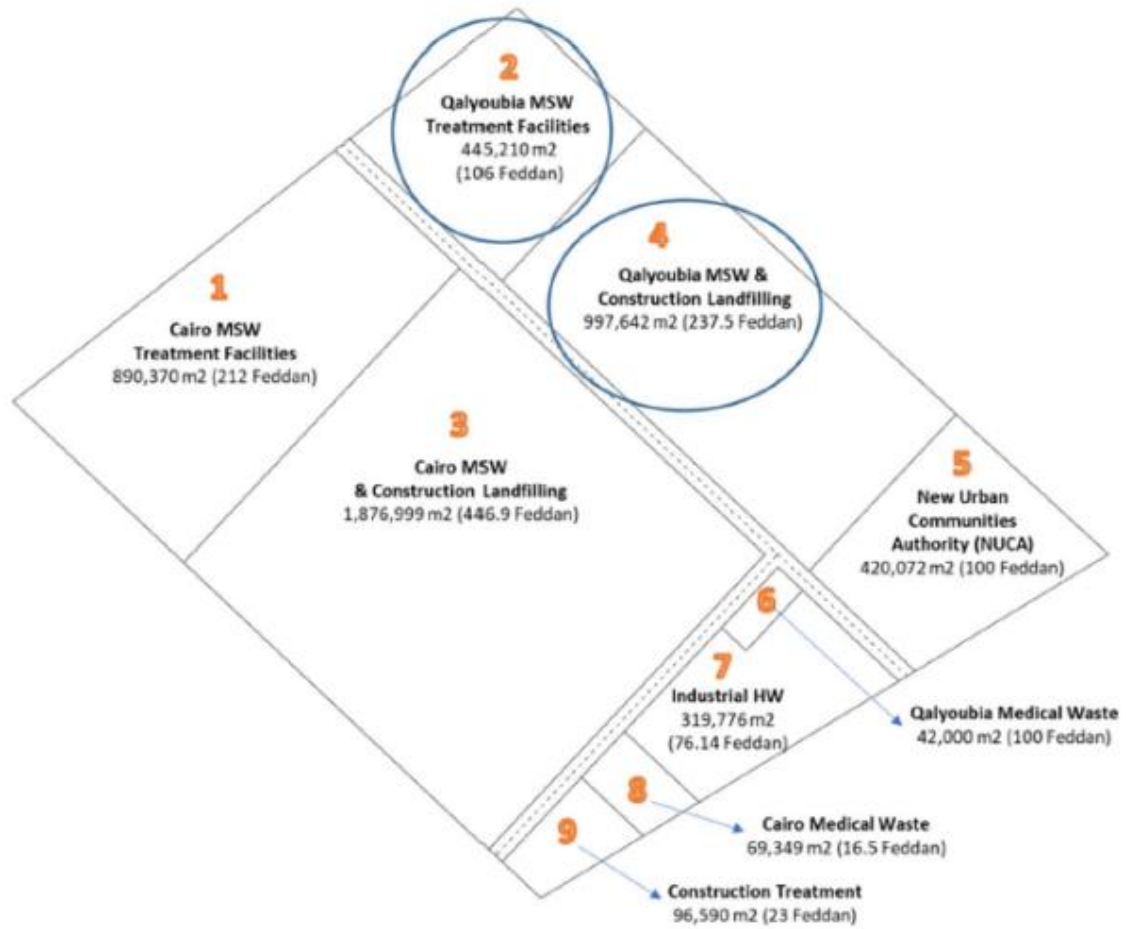 2
Qalyoubia MSW
Treatment Facilities
445,210 m2
(106 Feddan)
4
Qalyoubia MSW &
Construction Landfilling
997,642 m2 (237.5 Feddan)
1
Cairo MSW
Treatment Facilities
890,370 m2 (212 Feddan)
3
Cairo MSW
& Construction Landfilling
1,876,999 m2 (446.9 Feddan)
5
New Urban
Communities
Authority (NUCA)
420,072 m2 (100 Feddan)
6
Qalyoubia Medical Waste
42,000 m2 (100 Feddan)
7
Industrial HW
319,776 m2
(76.14 Feddan)
8
Cairo Medical Waste
69,349 m2 (16.5 Feddan)
9
Construction Treatment
96,590 m2 (23 Feddan)